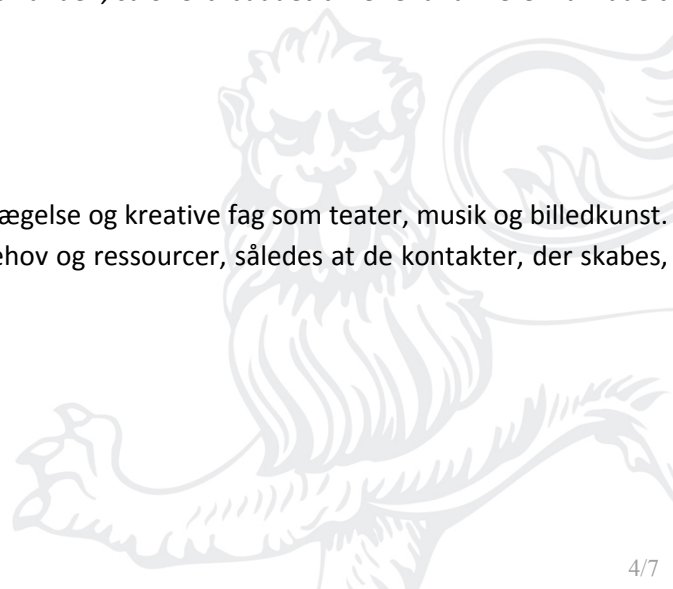 ægelse og kreative fag som teater, musik og billedkunst.
ehov og ressourcer, således at de kontakter, der skabes,
4/7